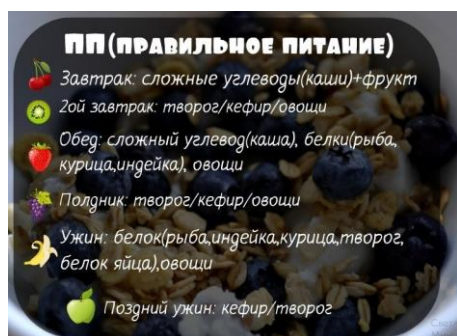 ПП(ПРАВИЛЬНОЕ ПИТАНИЕ)
Завтрак: сложные углеводы(каши)+фрукт
2ой завтрак: творог/кефир/овощи
Обед: сложный углевод(каша), белки(рыба,
курица,индейка), овощи
Полдник: творог/кефир/овощи
Ужин: белок(рыба,индейка,курица,творог,
белок яйца),овощи
Поздний ужин: кефир/творог